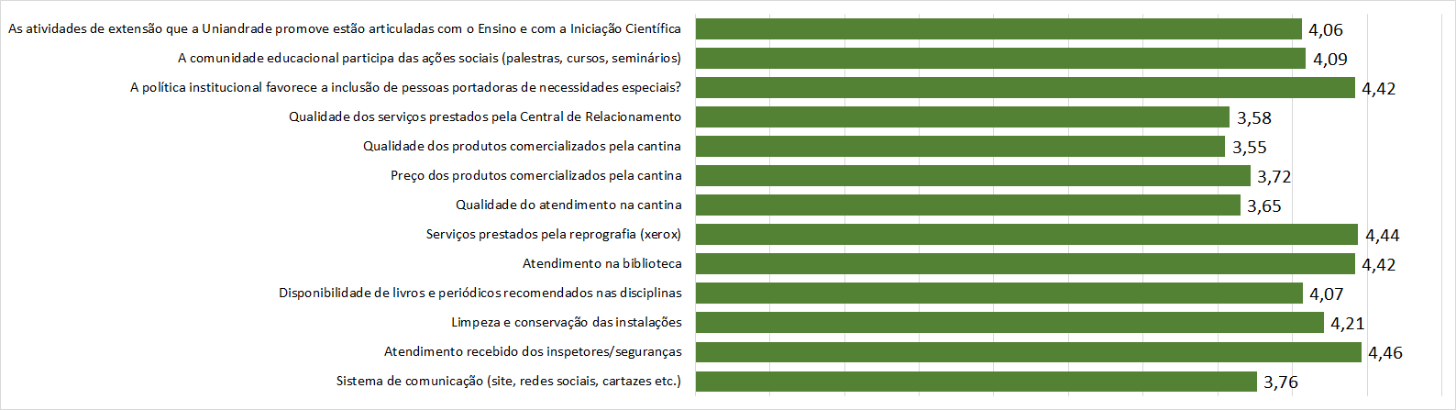 As atividades de extensão que a Uniandrade promove estão articuladas com o Ensino e com a Iniciação Científica 4,06
A comunidade educacional participa das ações sociais (palestras, cursos, seminários) 4,09
A política institucional favorece a inclusão de pessoas portadoras de necessidades especiais? 4,42
Qualidade dos serviços prestados pela Central de Relacionamento 3,58
Qualidade dos produtos comercializados pela cantina 3,55
Preço dos produtos comercializados pela cantina 3,72
Qualidade do atendimento na cantina 3,65
Serviços prestados pela reprografia (xerox) 4,44
Atendimento na biblioteca 4,42
Disponibilidade de livros e periódicos recomendados nas disciplinas 4,07
Limpeza e conservação das instalações 4,21
Atendimento recebido dos inspetores/seguranças 4,46
Sistema de comunicação (site, redes sociais, cartazes etc.) 3,76